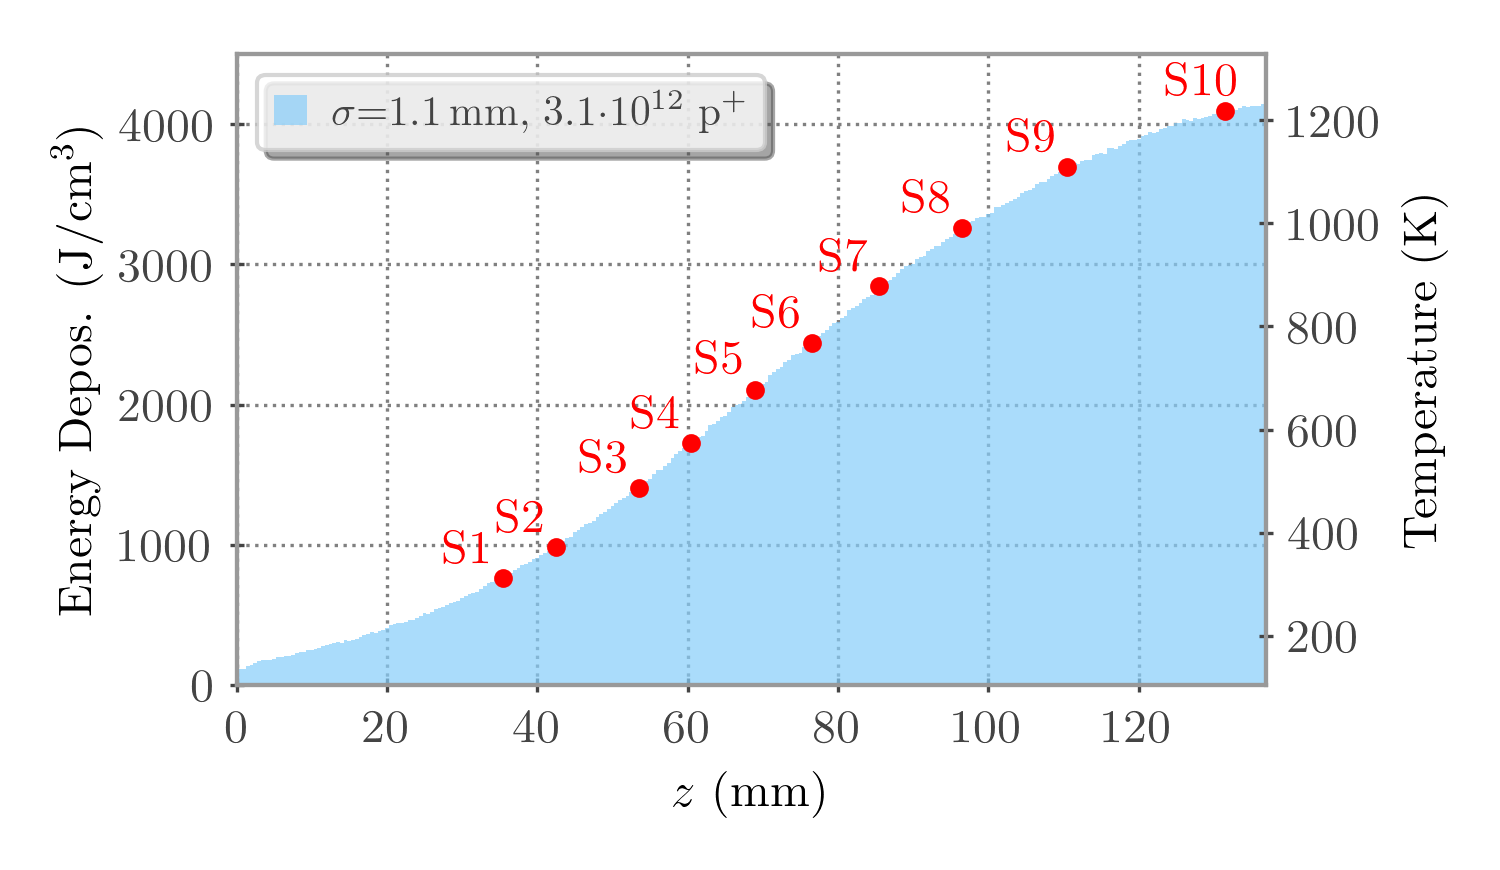 σ=1.1 mm, 3.1·10¹² p⁺
Energy Depos. (J/cm³)
4000
3000
2000
1000
0
S1
S2
S3
S4
S5
S6
S7
S8
S9
S10
1200
1000
800
600
400
200
Temperature (K)
0 20 40 60 80 100 120
z (mm)